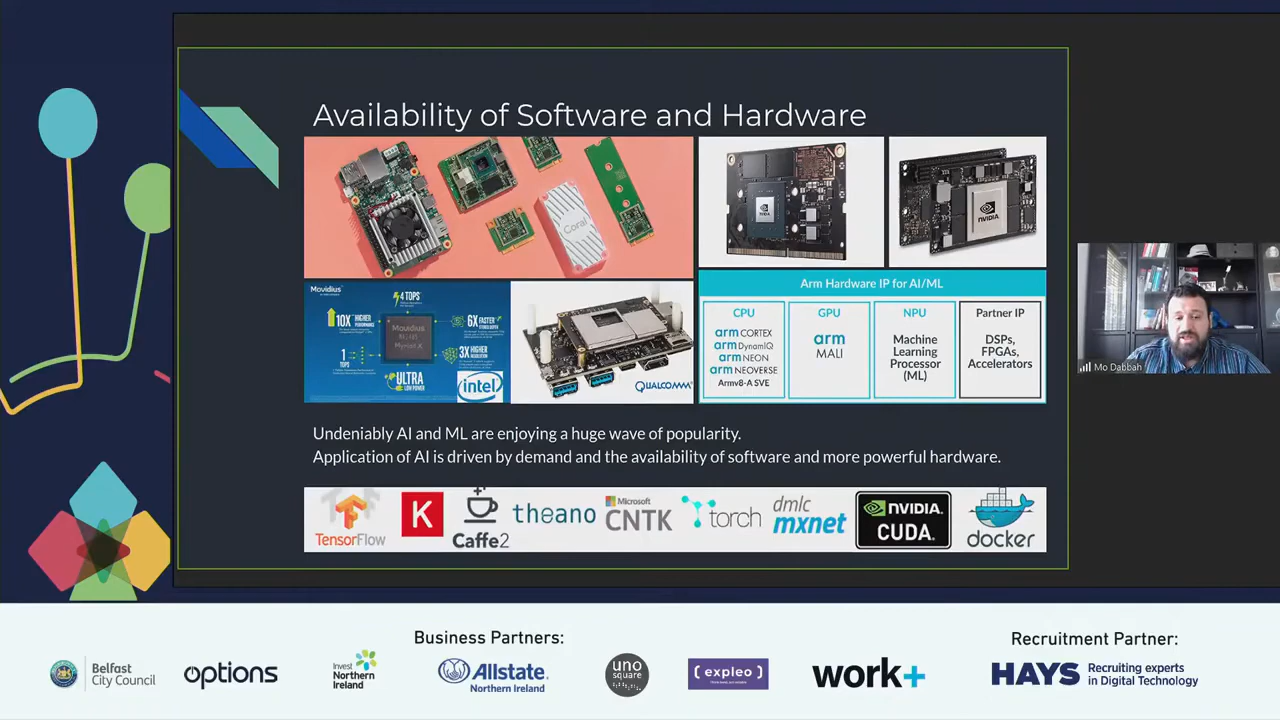 Availability of Software and Hardware
Coral
NVIDIA
NVIDIA
Movidius
4 TOPS
10X HIGHER
6X FASTER
Movidius
Myriad X
1
TOPS
3X HIGHER
ULTRA
LOW POWER
intel
QUALCOMM
Arm Hardware IP for AI/ML
CPU
arm CORTEX
arm DynamIQ
arm NEON
arm NEOVERSE
Armv8-A SVE
GPU
arm
MALI
NPU
Machine
Learning
Processor
(ML)
Partner IP
DSPs,
FPGAs,
Accelerators
Undeniably AI and ML are enjoying a huge wave of popularity.
Application of AI is driven by demand and the availability of software and more powerful hardware.
TensorFlow
K
Caffe2
theano
Microsoft
CNTK
torch
dmlc
mxnet
NVIDIA.
CUDA.
docker
Mo Dabbah
Business Partners:
Recruitment Partner:
Belfast
City Council
options
Invest
Northern
Ireland
Allstate.
Northern Ireland
uno
square
[ expleo ]
work+
HAYS Recruiting experts
in Digital Technology